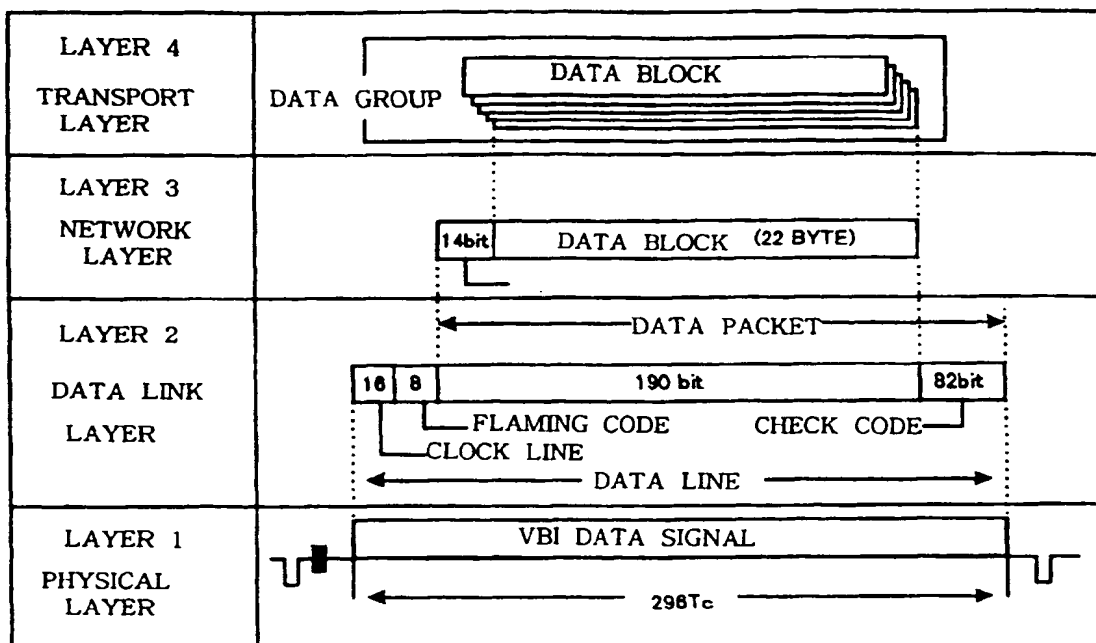 LAYER 4
TRANSPORT
LAYER
DATA GROUP
DATA BLOCK
LAYER 3
NETWORK
LAYER
14bit
DATA BLOCK (22 BYTE)
LAYER 2
DATA LINK
LAYER
DATA PACKET
16
8
190 bit
82bit
FLAMING CODE
CHECK CODE
CLOCK LINE
DATA LINE
LAYER 1
PHYSICAL
LAYER
VBI DATA SIGNAL
296Tc